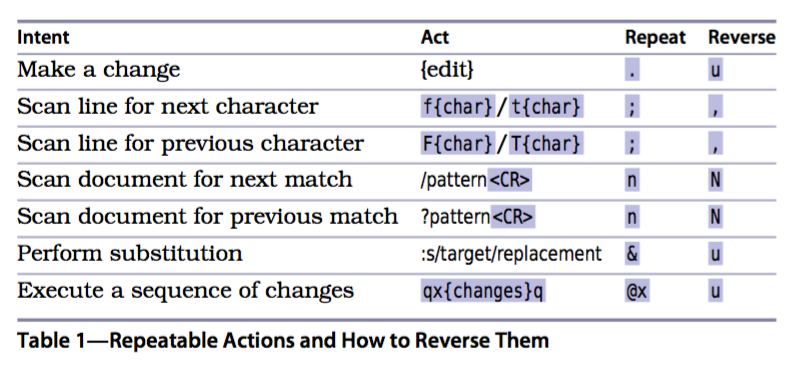 Intent Act Repeat Reverse
Make a change {edit} . u
Scan line for next character f{char}/t{char} ; ,
Scan line for previous character F{char}/T{char} ; ,
Scan document for next match /pattern<CR> n N
Scan document for previous match ?pattern<CR> n N
Perform substitution :s/target/replacement & u
Execute a sequence of changes qx{changes}q @x u
Table 1—Repeatable Actions and How to Reverse Them